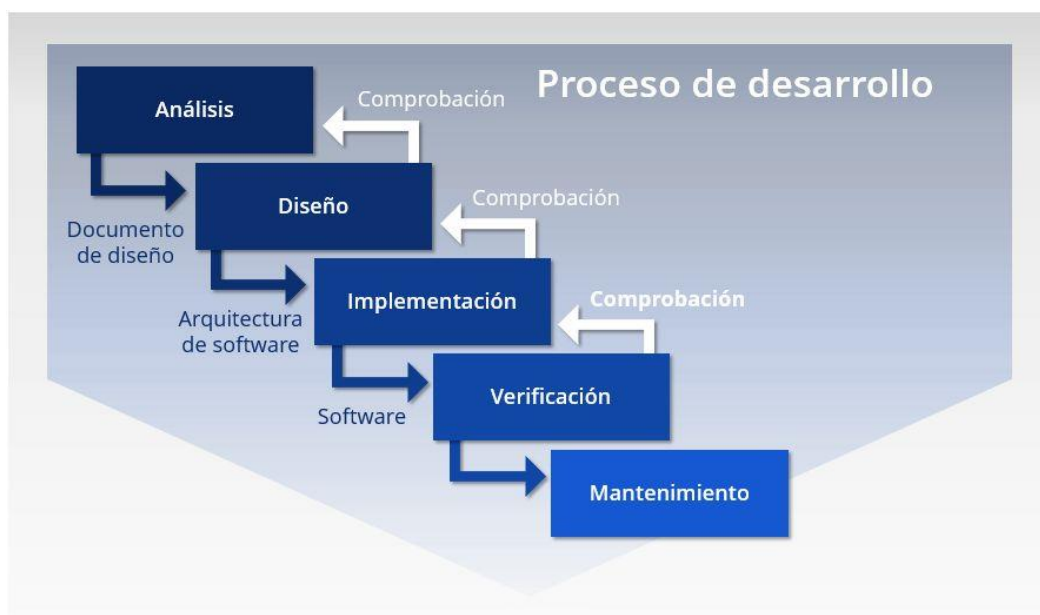 Proceso de desarrollo
Análisis
Comprobación
Documento
de diseño
Diseño
Comprobación
Arquitectura
de software
Implementación
Comprobación
Software
Verificación
Mantenimiento